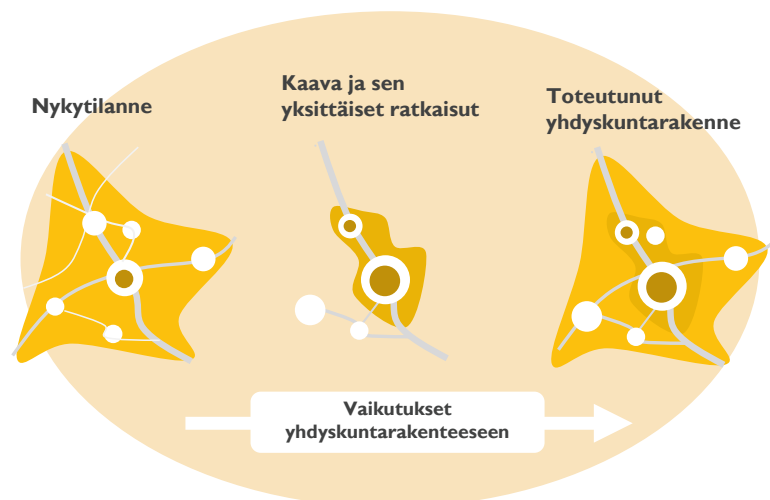 Nykytilanne
Kaava ja sen
yksittäiset ratkaisut
Toteutunut
yhdyskuntarakenne
Vaikutukset
yhdyskuntarakenteeseen